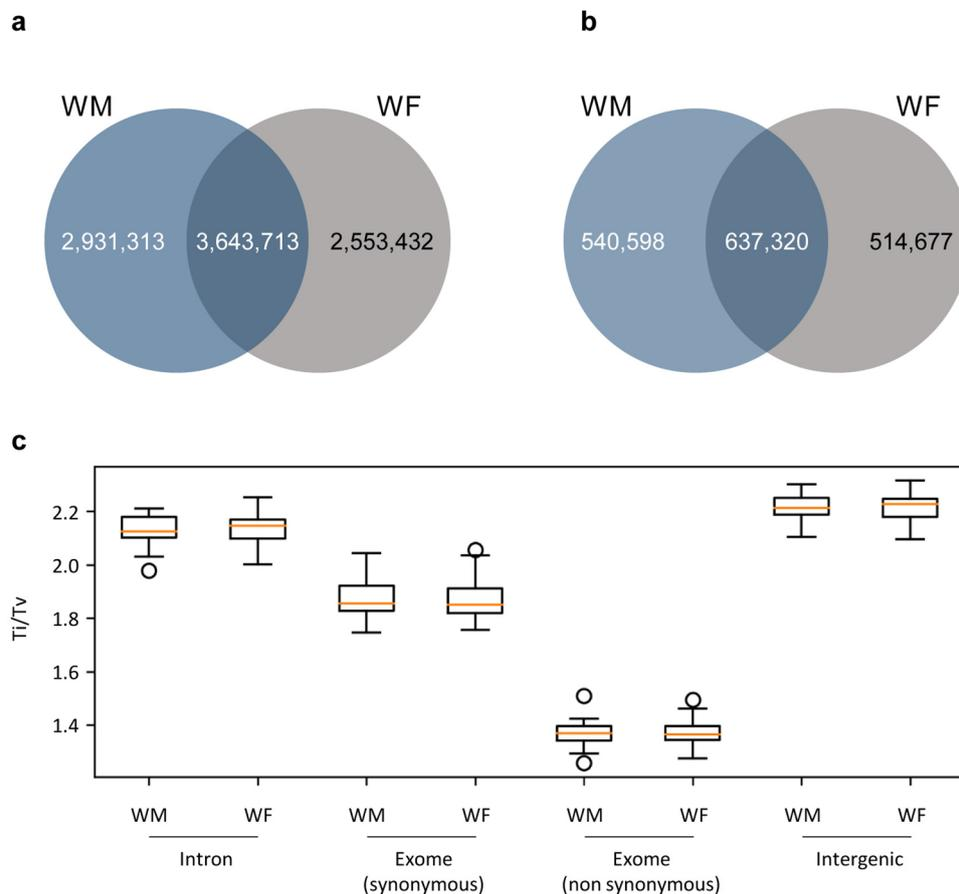 a
b
WM
WF
WM
WF
2,931,313
3,643,713
2,553,432
540,598
637,320
514,677
c
Ti/Tv
2.2
2.0
1.8
1.6
1.4
WM
WF
WM
WF
WM
WF
WM
WF
Intron
Exome
(synonymous)
Exome
(non synonymous)
Intergenic